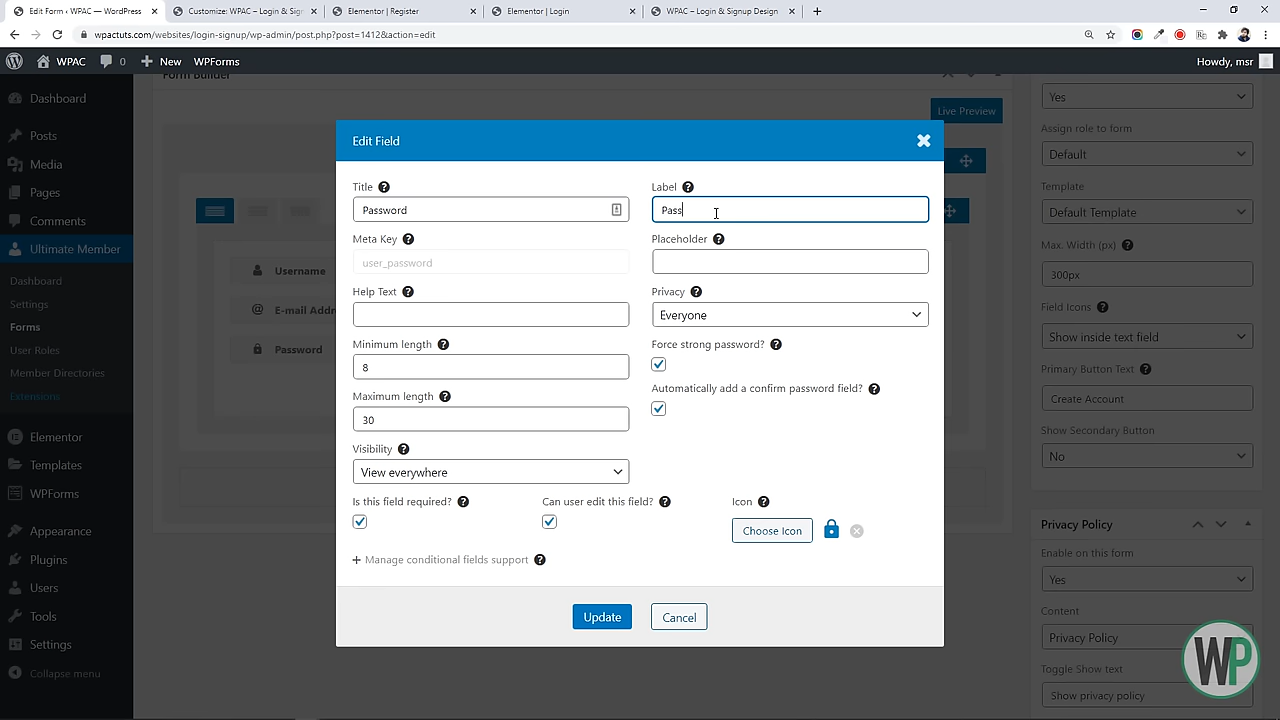 Edit Form ‹ WPAC — WordPress
Customize: WPAC – Login & Sig
Elementor | Register
Elementor | Login
WPAC – Login & Signup Design
wpactuts.com/websites/login-signup/wp-admin/post.php?post=1412&action=edit
WPAC
0
New
WPForms
Howdy, msr
Dashboard
Posts
Media
Pages
Comments
Ultimate Member
Dashboard
Settings
Forms
User Roles
Member Directories
Extensions
Elementor
Templates
WPForms
Appearance
Plugins
Users
Tools
Settings
Collapse menu
Form Builder
Live Preview
Username
E-mail Addr
Password
Edit Field
Title
Password
Label
Pass
Meta Key
user_password
Placeholder
Help Text
Privacy
Everyone
Minimum length
8
Force strong password?
Maximum length
30
Automatically add a confirm password field?
Visibility
View everywhere
Is this field required?
Can user edit this field?
Icon
Choose Icon
Manage conditional fields support
Update
Cancel
Yes
Assign role to form
Default
Template
Default Template
Max. Width (px)
300px
Field Icons
Show inside text field
Primary Button Text
Create Account
Show Secondary Button
No
Privacy Policy
Enable on this form
Yes
Content
Privacy Policy
Toggle Show text
Show privacy policy
WP